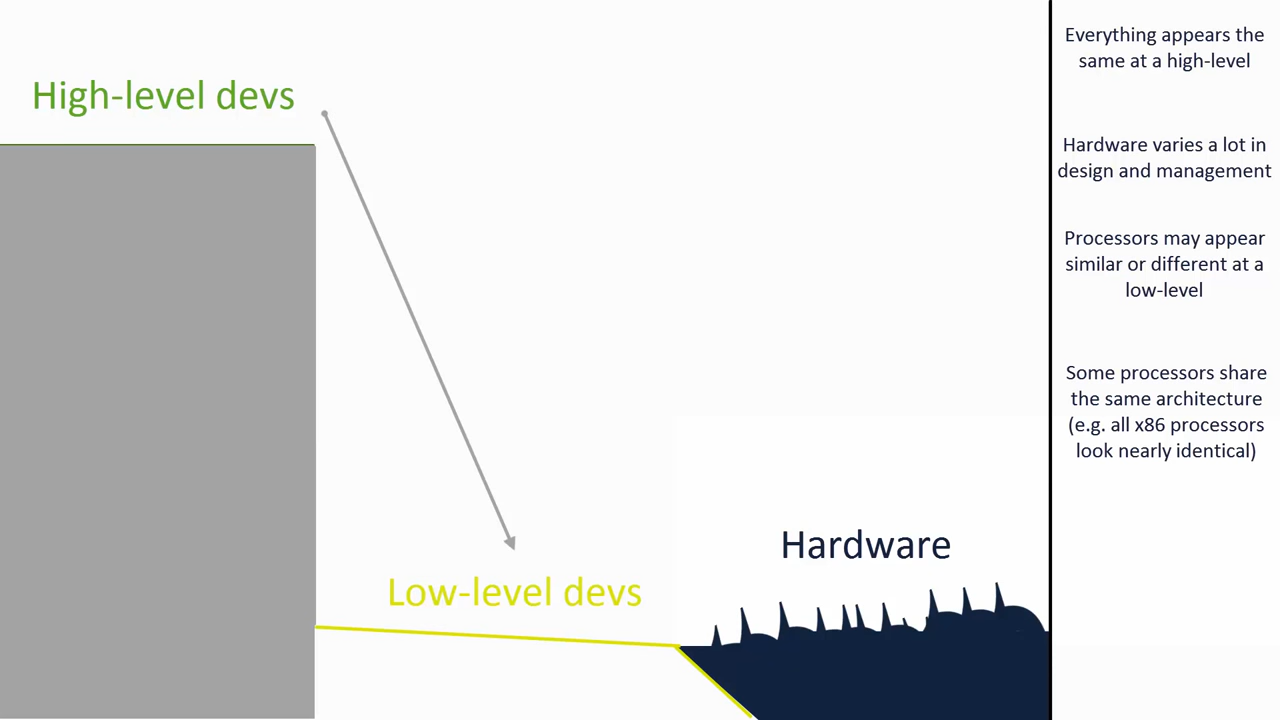 High-level devs
Low-level devs
Hardware
Everything appears the
same at a high-level
Hardware varies a lot in
design and management
Processors may appear
similar or different at a
low-level
Some processors share
the same architecture
(e.g. all x86 processors
look nearly identical)